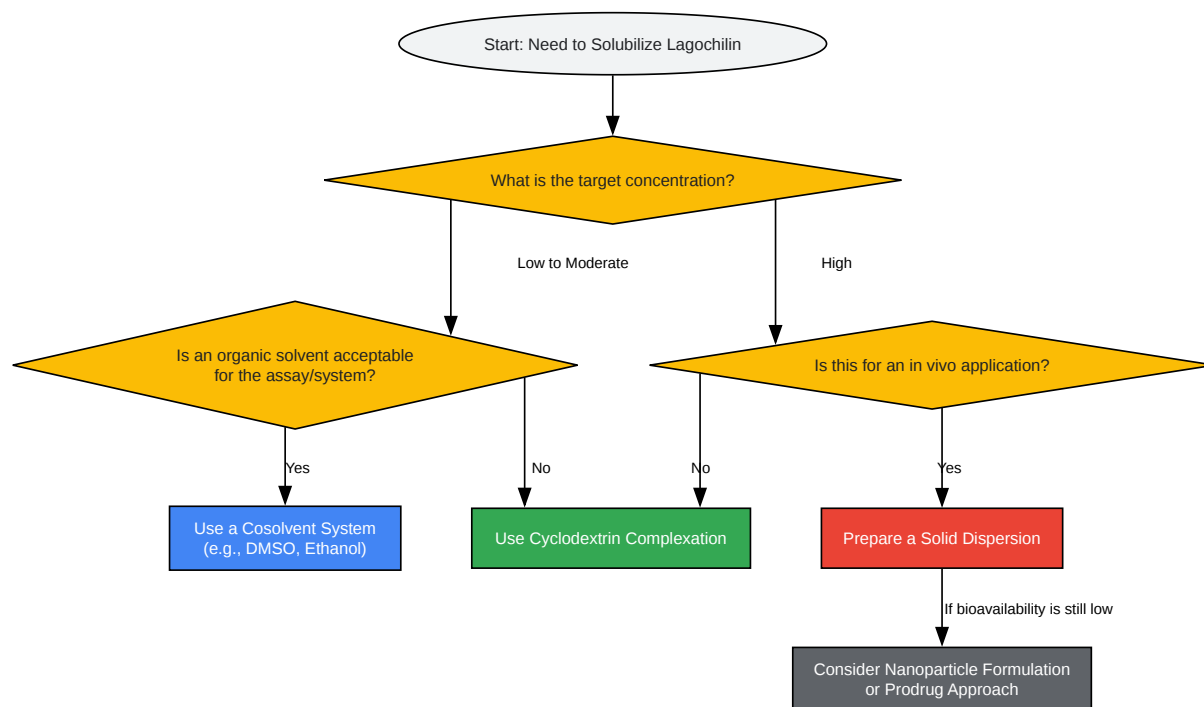 Start: Need to Solubilize Lagochilin
What is the target concentration?
Low to Moderate
High
Is an organic solvent acceptable
for the assay/system?
Is this for an in vivo application?
Yes
No
No
Yes
Use a Cosolvent System
(e.g., DMSO, Ethanol)
Use Cyclodextrin Complexation
Prepare a Solid Dispersion
If bioavailability is still low
Consider Nanoparticle Formulation
or Prodrug Approach